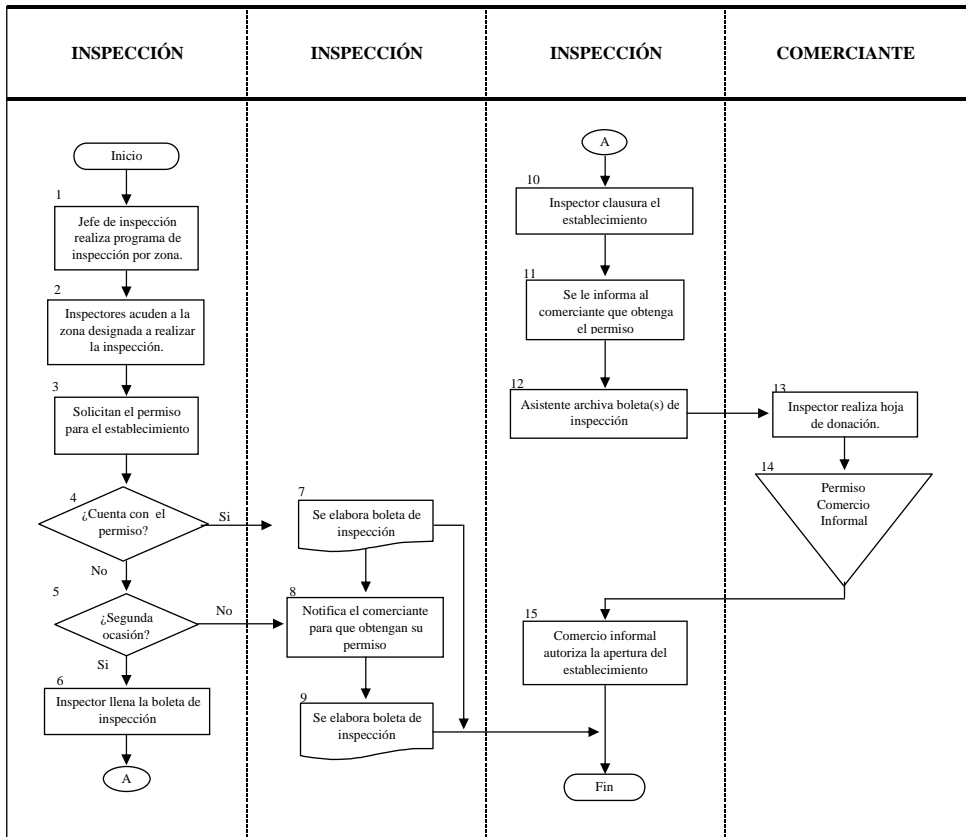 INSPECCIÓN
INSPECCIÓN
INSPECCIÓN
COMERCIANTE
Inicio
1
Jefe de inspección
realiza programa de
inspección por zona.
2
Inspectores acuden a la
zona designada a realizar
la inspección.
3
Solicitan el permiso
para el establecimiento
4
¿Cuenta con el
permiso?
Si
No
5
¿Segunda
ocasión?
No
Si
6
Inspector llena la boleta de
inspección
A
7
Se elabora boleta de
inspección
8
Notifica el comerciante
para que obtengan su
permiso
9
Se elabora boleta de
inspección
A
10
Inspector clausura el
establecimiento
11
Se le informa al
comerciante que obtenga
el permiso
12
Asistente archiva boleta(s) de
inspección
13
Inspector realiza hoja
de donación.
14
Permiso
Comercio
Informal
15
Comercio informal
autoriza la apertura del
establecimiento
Fin